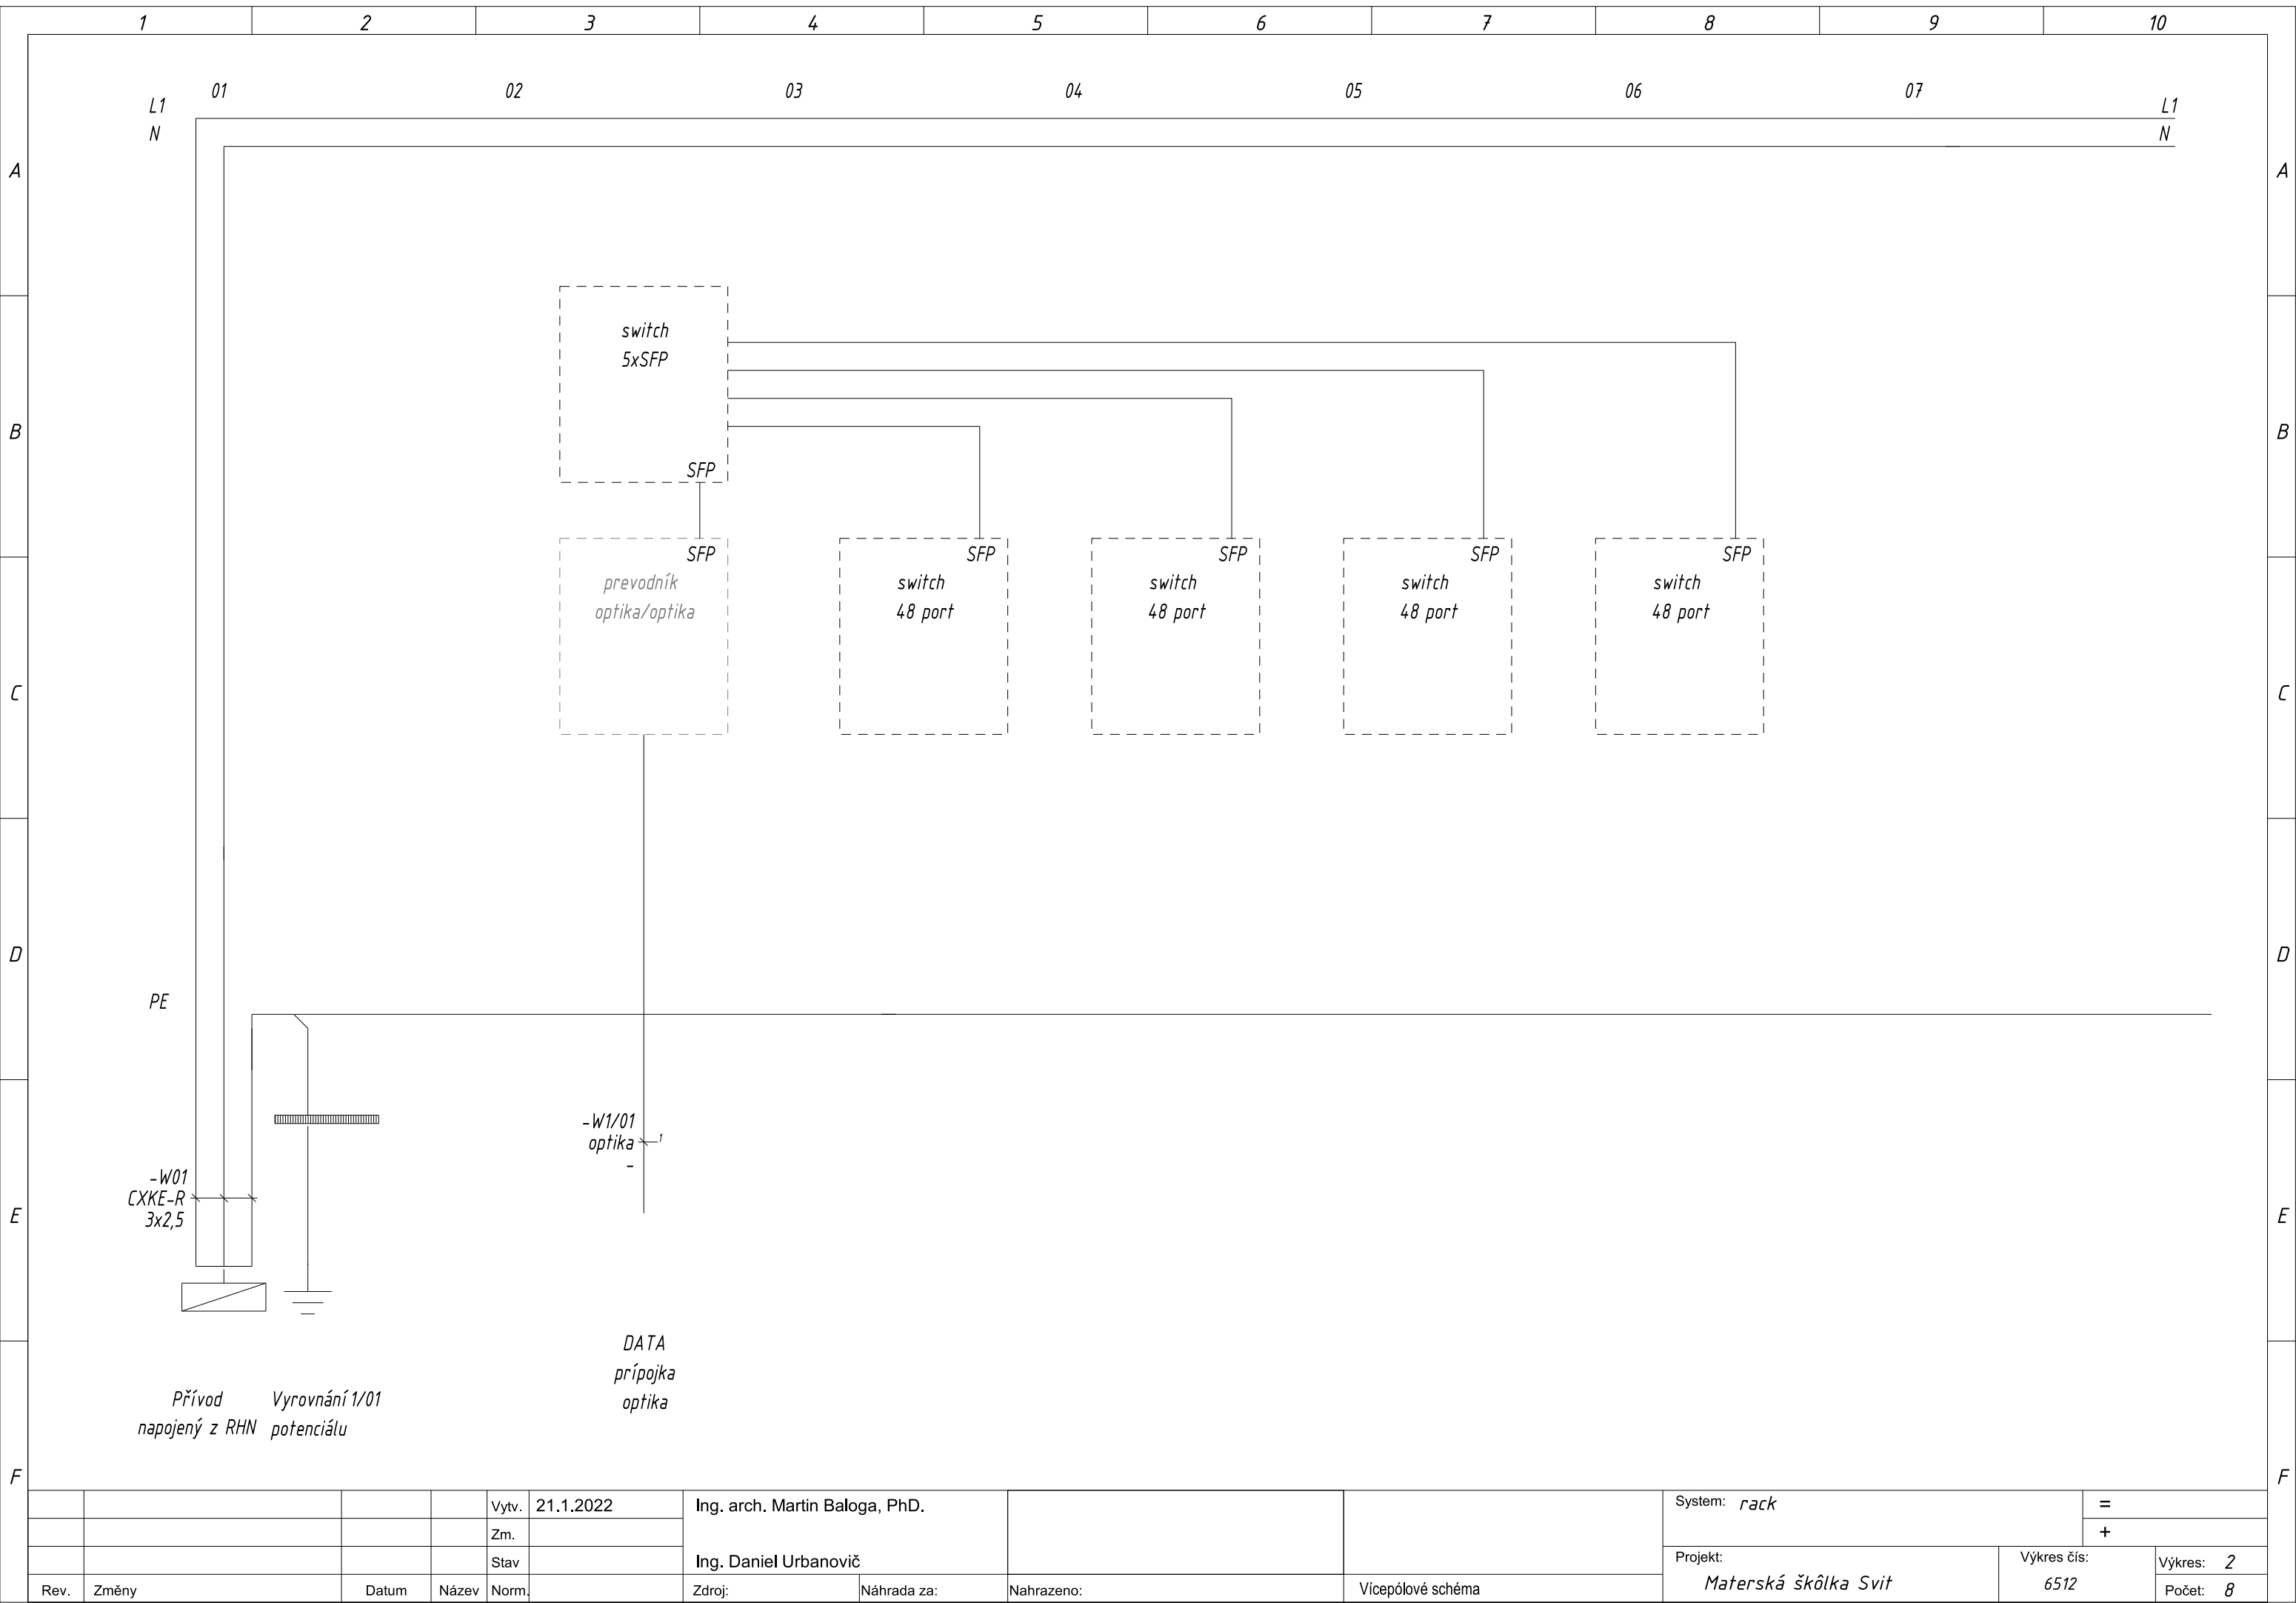 1 2 3 4 5 6 7 8 9 10
01 02 03 04 05 06 07
L1 L1
N N
A A
switch
5xSFP
B B
SFP
SFP SFP SFP SFP SFP
prevodník switch switch switch switch
optika/optika 48 port 48 port 48 port 48 port
C C
D D
PE
-W1/01
optika 1
-
-W01
CXKE-R
3x2,5
E E
DATA
prípojka
optika
Přívod Vyrovnání 1/01
napojený z RHN potenciálu
F F
Vytv. 21.1.2022 Ing. arch. Martin Baloga, PhD. System: rack =
Zm. +
Stav Ing. Daniel Urbanovič Projekt: Výkres čís: Výkres: 2
Materská škôlka Svit 6512
Rev. Změny Datum Název Norm. Zdroj: Náhrada za: Nahrazeno: Vícepólové schéma Počet: 8